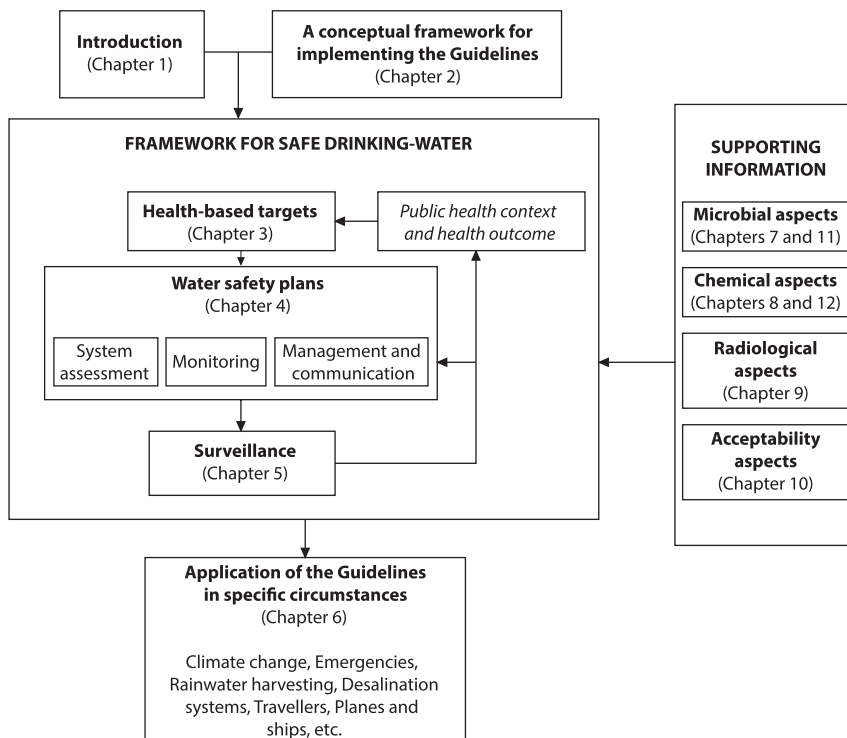 Introduction
(Chapter 1)
A conceptual framework for
implementing the Guidelines
(Chapter 2)
FRAMEWORK FOR SAFE DRINKING-WATER
Health-based targets
(Chapter 3)
Public health context
and health outcome
Water safety plans
(Chapter 4)
System
assessment
Monitoring
Management and
communication
Surveillance
(Chapter 5)
SUPPORTING
INFORMATION
Microbial aspects
(Chapters 7 and 11)
Chemical aspects
(Chapters 8 and 12)
Radiological
aspects
(Chapter 9)
Acceptability
aspects
(Chapter 10)
Application of the Guidelines
in specific circumstances
(Chapter 6)
Climate change, Emergencies,
Rainwater harvesting, Desalination
systems, Travellers, Planes and
ships, etc.